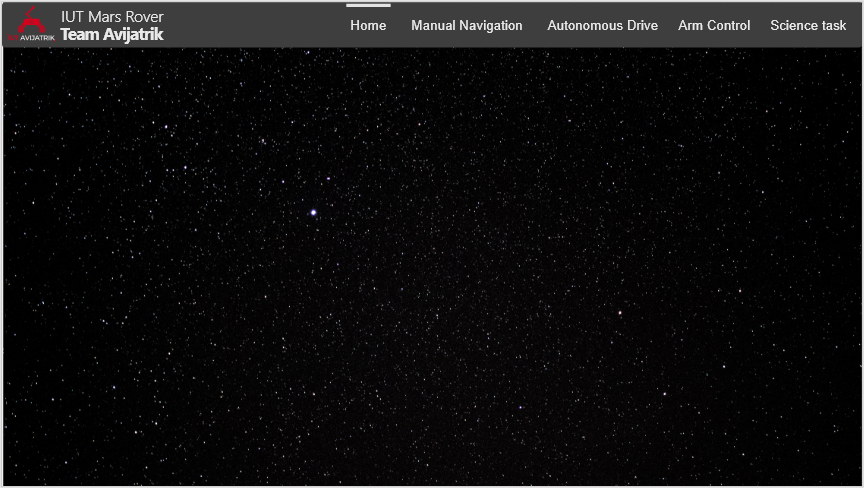 IUT Mars Rover
Team Avijatrik
AVIJATRIK
Home Manual Navigation Autonomous Drive Arm Control Science task